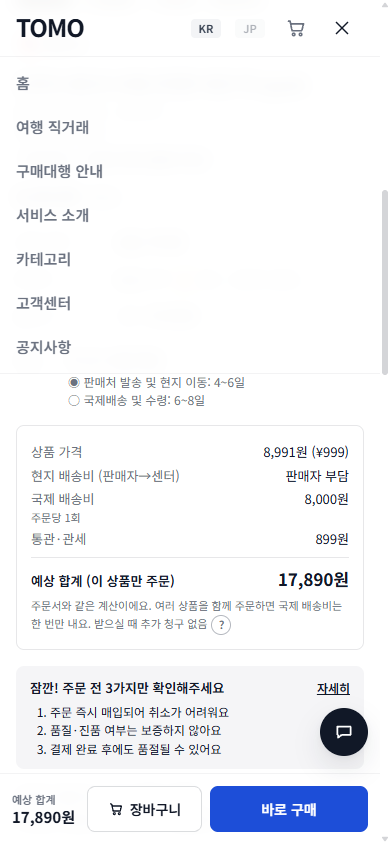 TOMO
KR
JP
홈
여행 직거래
구매대행 안내
서비스 소개
카테고리
고객센터
공지사항
판매처 발송 및 현지 이동: 4~6일
국제배송 및 수령: 6~8일
상품 가격 8,991원 (¥999)
현지 배송비 (판매자→센터) 판매자 부담
국제 배송비 8,000원
주문당 1회
통관·관세 899원
예상 합계 (이 상품만 주문) 17,890원
주문서와 같은 계산이에요. 여러 상품을 함께 주문하면 국제 배송비는
한 번만 내요. 받으실 때 추가 청구 없음 ?
잠깐! 주문 전 3가지만 확인해주세요 자세히
1. 주문 즉시 매입되어 취소가 어려워요
2. 품질·진품 여부는 보증하지 않아요
3. 결제 완료 후에도 품절될 수 있어요
예상 합계
17,890원
장바구니
바로 구매